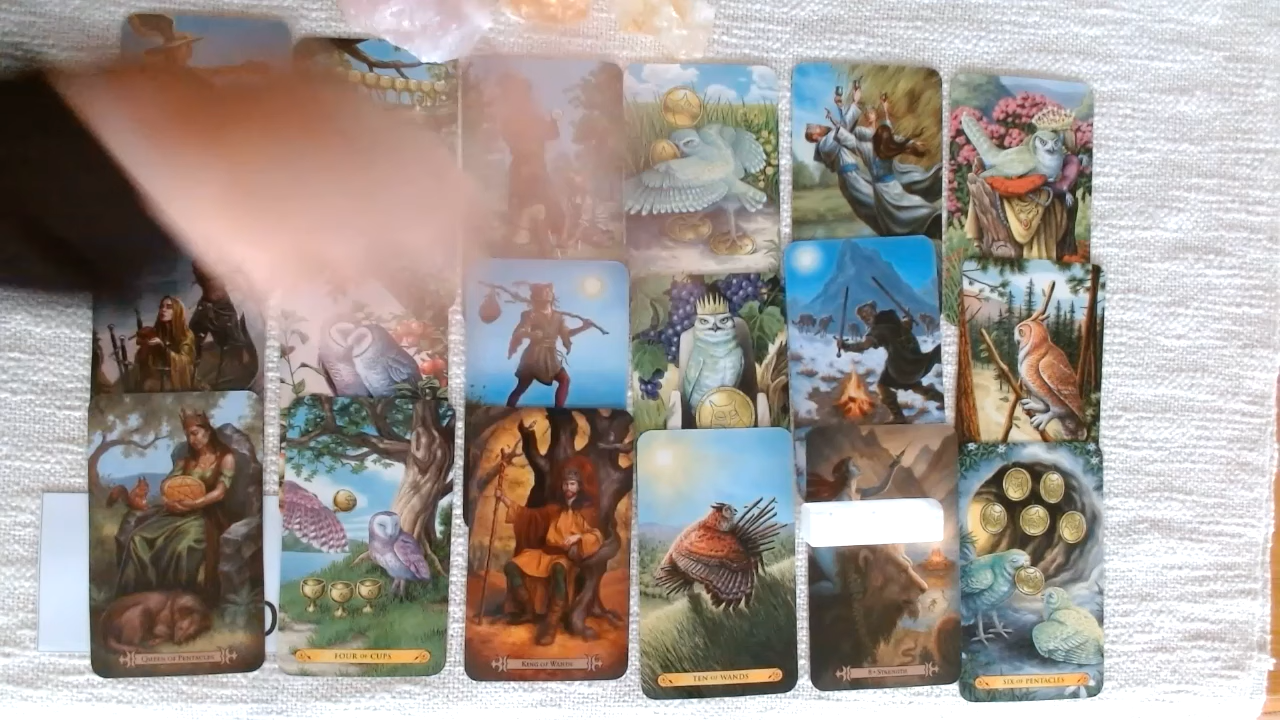 QUEEN OF PENTACLES
FOUR OF CUPS
KING OF WANDS
TEN OF WANDS
8 • STRENGTH
SIX OF PENTACLES